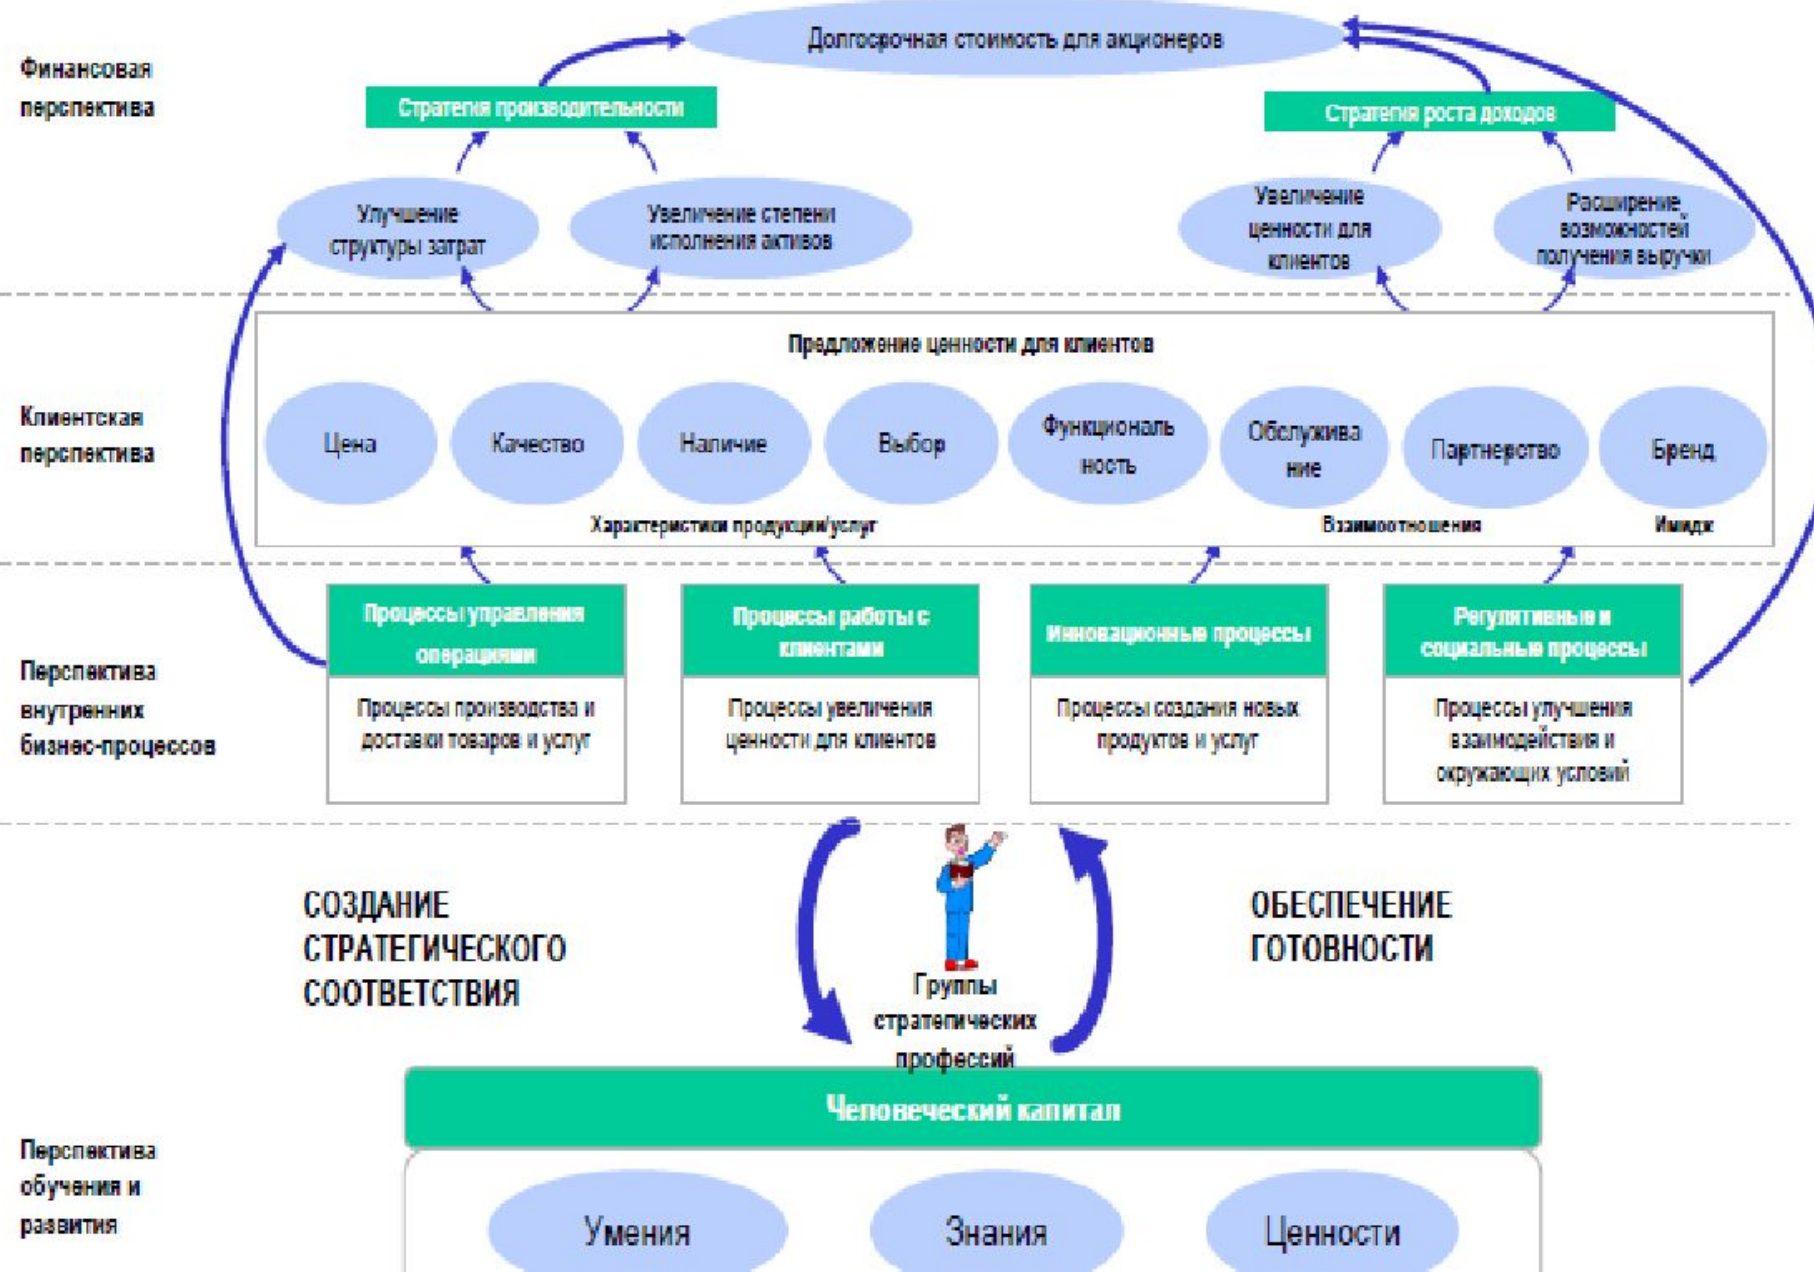 Долгосрочная стоимость для акционеров
Финансовая
перспектива
Стратегия производительности
Стратегия роста доходов
Улучшение
структуры затрат
Увеличение степени
исполнения активов
Увеличение
ценности для
клиентов
Расширение
возможностей
получения выручки
Предложение ценности для клиентов
Клиентская
перспектива
Цена
Качество
Наличие
Выбор
Функциональ
ность
Обслужива
ние
Партнерство
Бренд
Характеристики продукции/услуг
Взаимоотношения
Имидж
Перспектива
внутренних
бизнес-процессов
Процессы управления
операциями
Процессы производства и
доставки товаров и услуг
Процессы работы с
клиентами
Процессы увеличения
ценности для клиентов
Инновационные процессы
Процессы создания новых
продуктов и услуг
Регулятивные и
социальные процессы
Процессы улучшения
взаимодействия и
окружающих условий
СОЗДАНИЕ
СТРАТЕГИЧЕСКОГО
СООТВЕТСТВИЯ
Группы
стратегических
профессий
ОБЕСПЕЧЕНИЕ
ГОТОВНОСТИ
Перспектива
обучения и
развития
Человеческий капитал
Умения
Знания
Ценности